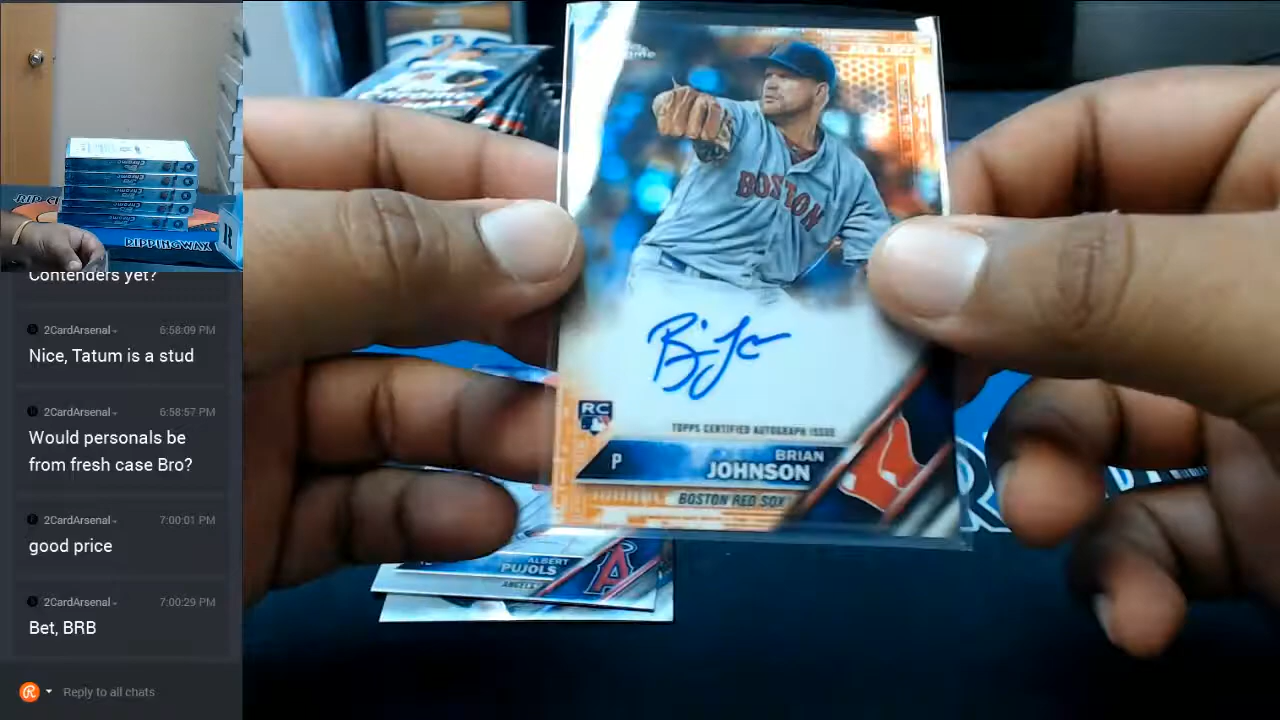 Chrome
RIPPINGWAX
Contenders yet?
2CardArsenal 6:58:09 PM
Nice, Tatum is a stud
2CardArsenal 6:58:57 PM
Would personals be
from fresh case Bro?
2CardArsenal 7:00:01 PM
good price
2CardArsenal 7:00:29 PM
Bet, BRB
Reply to all chats
BOSTON
RC
TOPPS CERTIFIED AUTOGRAPH ISSUE
P
BRIAN
JOHNSON
BOSTON RED SOX
ALBERT
PUJOLS
ANGELS
A